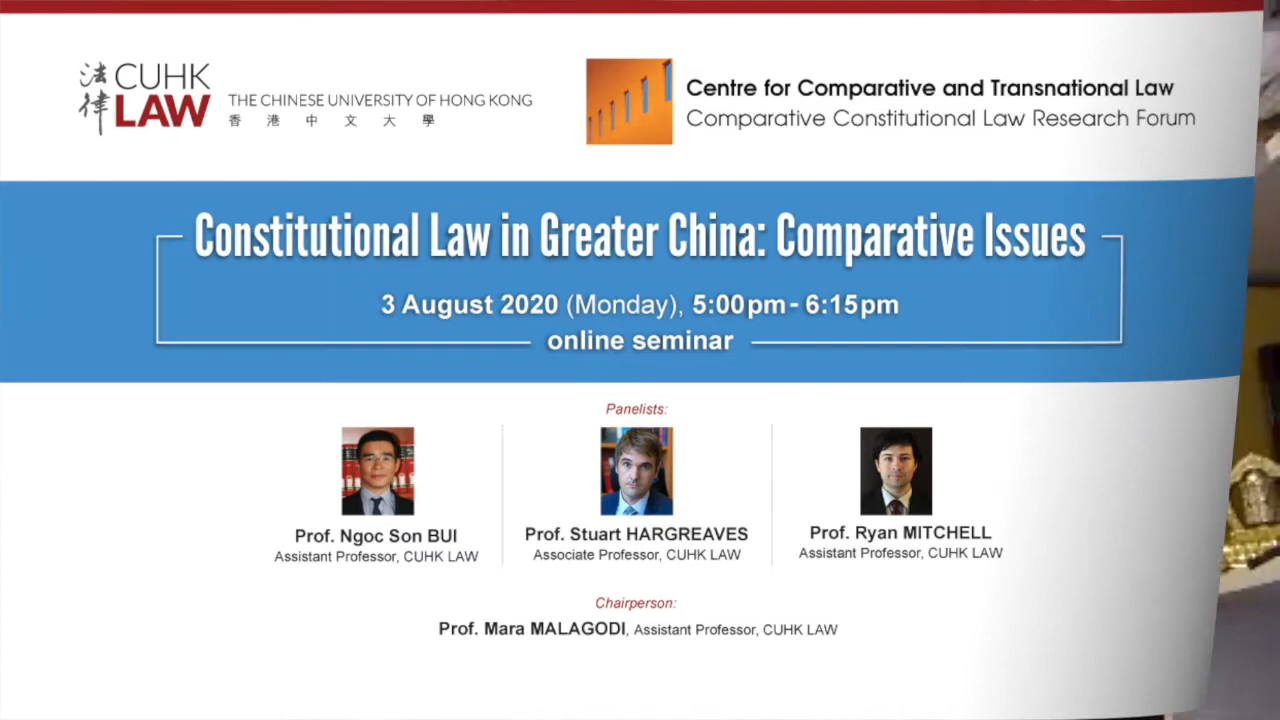 法律 CUHK LAW
THE CHINESE UNIVERSITY OF HONG KONG
香港中文大學
Centre for Comparative and Transnational Law
Comparative Constitutional Law Research Forum
Constitutional Law in Greater China: Comparative Issues
3 August 2020 (Monday), 5:00pm - 6:15pm
online seminar
Panelists:
Prof. Ngoc Son BUI
Assistant Professor, CUHK LAW
Prof. Stuart HARGREAVES
Associate Professor, CUHK LAW
Prof. Ryan MITCHELL
Assistant Professor, CUHK LAW
Chairperson:
Prof. Mara MALAGODI, Assistant Professor, CUHK LAW